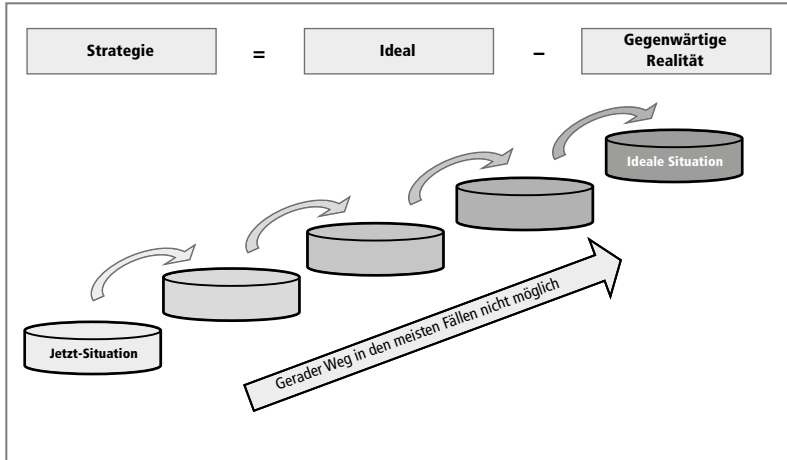 Strategie = Ideal – Gegenwärtige
Realität
Ideale Situation
Gerader Weg in den meisten Fällen nicht möglich
Jetzt-Situation